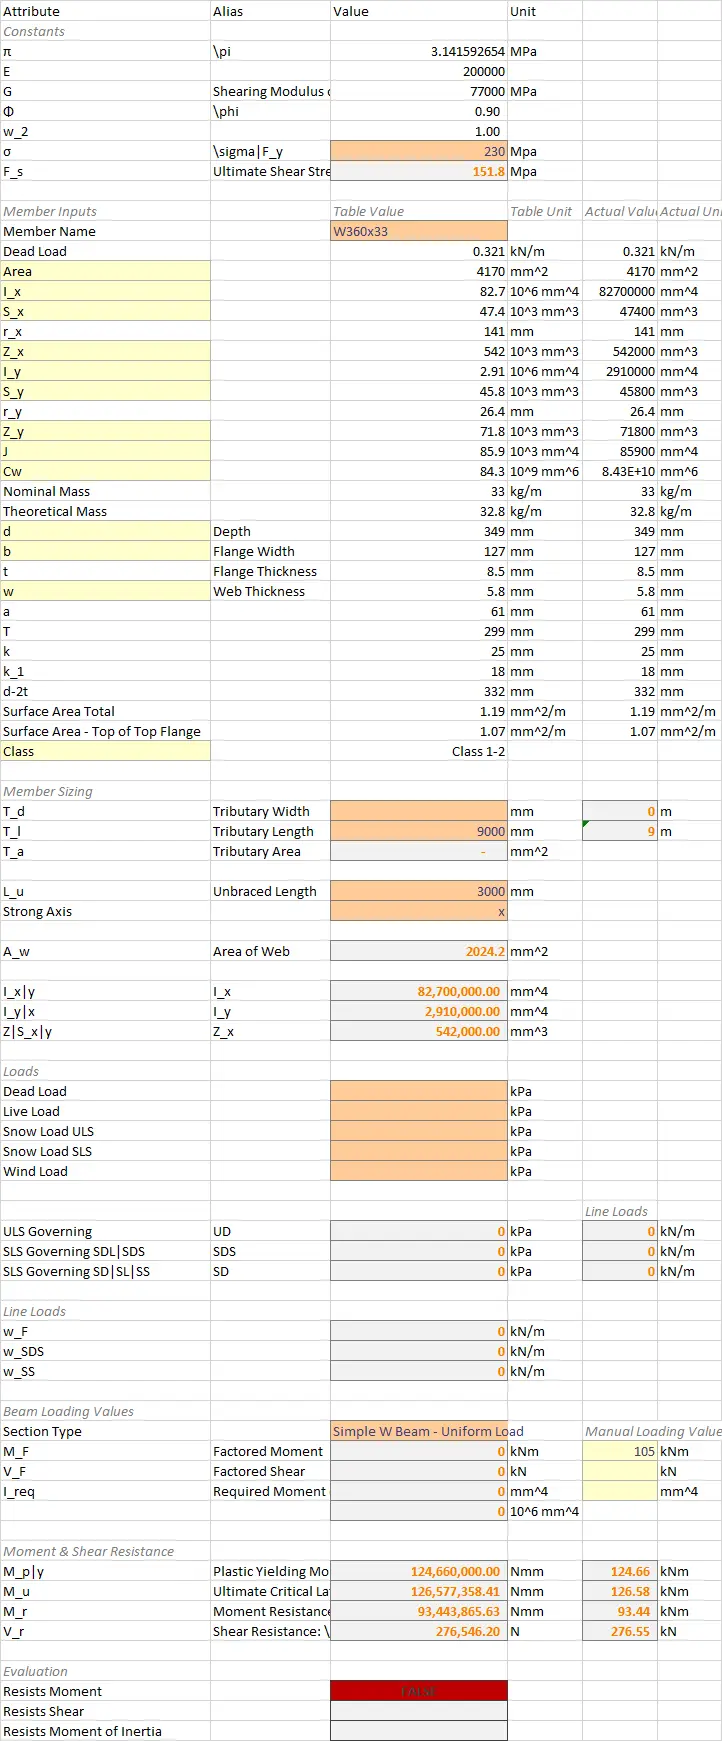 Attribute Alias Value Unit
Constants
π \pi 3.141592654 MPa
E 200000
G Shearing Modulus 77000 MPa
Φ \phi 0.90
w_2 1.00
σ \sigma|F_y 230 Mpa
F_s Ultimate Shear Stre 151.8 Mpa
Member Inputs Table Value Table Unit Actual Valu Actual Un
Member Name W360x33
Dead Load 0.321 kN/m 0.321 kN/m
Area 4170 mm^2 4170 mm^2
I_x 82.7 10^6 mm^4 82700000 mm^4
S_x 47.4 10^3 mm^3 47400 mm^3
r_x 141 mm 141 mm
Z_x 542 10^3 mm^3 542000 mm^3
I_y 2.91 10^6 mm^4 2910000 mm^4
S_y 45.8 10^3 mm^3 45800 mm^3
r_y 26.4 mm 26.4 mm
Z_y 71.8 10^3 mm^3 71800 mm^3
J 85.9 10^3 mm^4 85900 mm^4
Cw 84.3 10^9 mm^6 8.43E+10 mm^6
Nominal Mass 33 kg/m 33 kg/m
Theoretical Mass 32.8 kg/m 32.8 kg/m
d Depth 349 mm 349 mm
b Flange Width 127 mm 127 mm
t Flange Thickness 8.5 mm 8.5 mm
w Web Thickness 5.8 mm 5.8 mm
a 61 mm 61 mm
T 299 mm 299 mm
k 25 mm 25 mm
k_1 18 mm 18 mm
d-2t 332 mm 332 mm
Surface Area Total 1.19 mm^2/m 1.19 mm^2/m
Surface Area - Top of Top Flange 1.07 mm^2/m 1.07 mm^2/m
Class Class 1-2
Member Sizing
T_d Tributary Width mm 0 m
T_l Tributary Length 9000 mm 9 m
T_a Tributary Area - mm^2
L_u Unbraced Length 3000 mm
Strong Axis x
A_w Area of Web 2024.2 mm^2
I_x|y I_x 82,700,000.00 mm^4
I_y|x I_y 2,910,000.00 mm^4
Z|S_x|y Z_x 542,000.00 mm^3
Loads
Dead Load kPa
Live Load kPa
Snow Load ULS kPa
Snow Load SLS kPa
Wind Load kPa
Line Loads
ULS Governing UD 0 kPa 0 kN/m
SLS Governing SDL|SDS SDS 0 kPa 0 kN/m
SLS Governing SD|SL|SS SD 0 kPa 0 kN/m
Line Loads
w_F 0 kN/m
w_SDS 0 kN/m
w_SS 0 kN/m
Beam Loading Values
Section Type Simple W Beam - Uniform Load Manual Loading Value
M_F Factored Moment 0 kNm 105 kNm
V_F Factored Shear 0 kN kN
I_req Required Moment 0 mm^4 mm^4
0 10^6 mm^4
Moment & Shear Resistance
M_p|y Plastic Yielding Mo 124,660,000.00 Nmm 124.66 kNm
M_u Ultimate Critical La 126,577,358.41 Nmm 126.58 kNm
M_r Moment Resistance 93,443,865.63 Nmm 93.44 kNm
V_r Shear Resistance: \ 276,546.20 N 276.55 kN
Evaluation
Resists Moment FALSE
Resists Shear
Resists Moment of Inertia